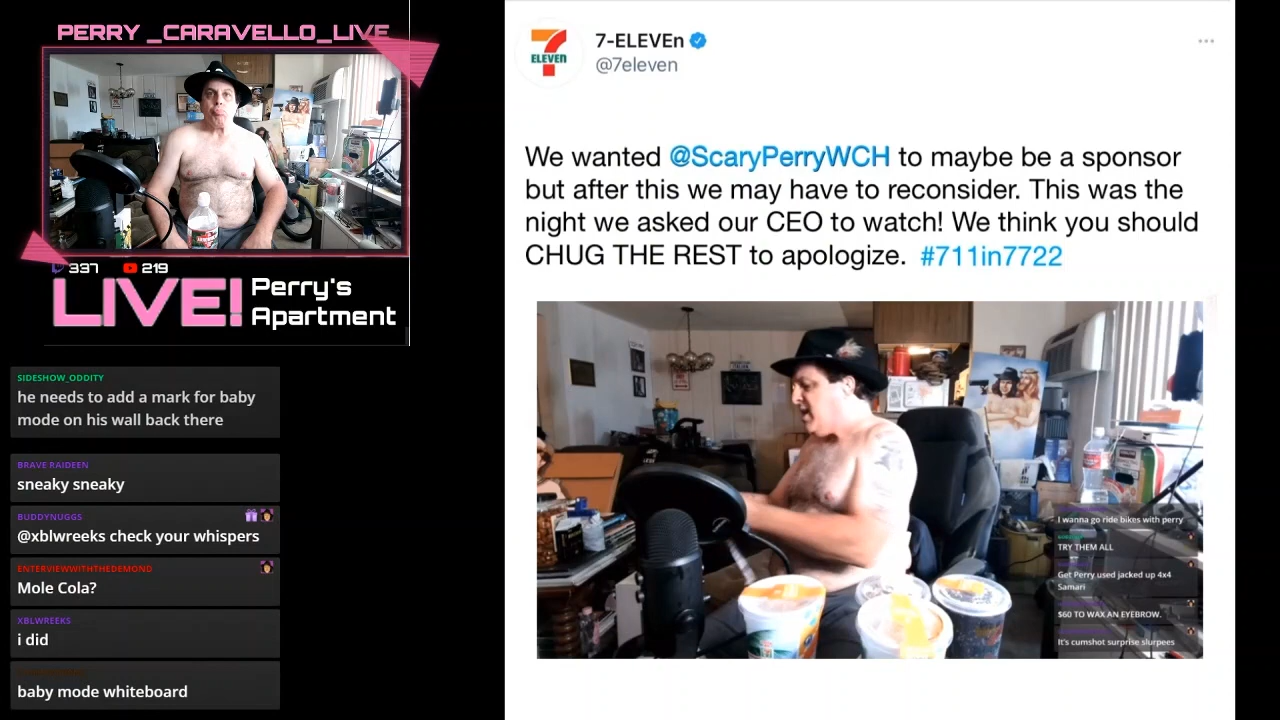 PERRY _CARAVELLO_LIVE
337
219
LIVE!
Perry's
Apartment
SIDESHOW_ODDITY
he needs to add a mark for baby
mode on his wall back there
BRAVE RAIDEEN
sneaky sneaky
BUDDYNUGGS
@xblwreeks check your whispers
ENTERVIEWWITHTHEDEMOND
Mole Cola?
XBLWREEKS
i did
baby mode whiteboard
7
ELEVEN
7-ELEVEn
@7eleven
We wanted @ScaryPerryWCH to maybe be a sponsor
but after this we may have to reconsider. This was the
night we asked our CEO to watch! We think you should
CHUG THE REST to apologize. #711in7722
I wanna go ride bikes with perry
TRY THEM ALL
Get Perry used jacked up 4x4
Samari
$60 TO WAX AN EYEBROW.
It's cumshot surprise slurpees